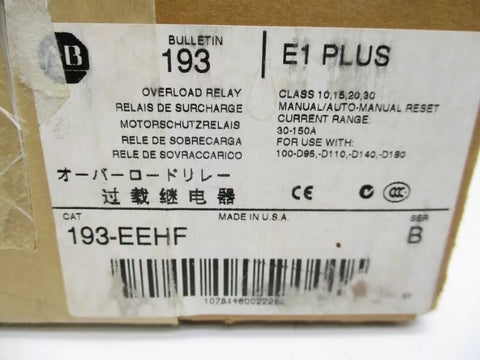 AB
BULLETIN
193
E1 PLUS
OVERLOAD RELAY
RELAIS DE SURCHARGE
MOTORSCHUTZRELAIS
RELE DE SOBRECARGA
RELE DE SOVRACCARICO
オーバーロードリレー
过载继电器
CLASS 10,15,20,30
MANUAL/AUTO-MANUAL RESET
CURRENT RANGE:
30-150A
FOR USE WITH:
100-D95,-D110,-D140,-D180
CE
CCC
CAT
193-EEHF
MADE IN U.S.A.
SER
B